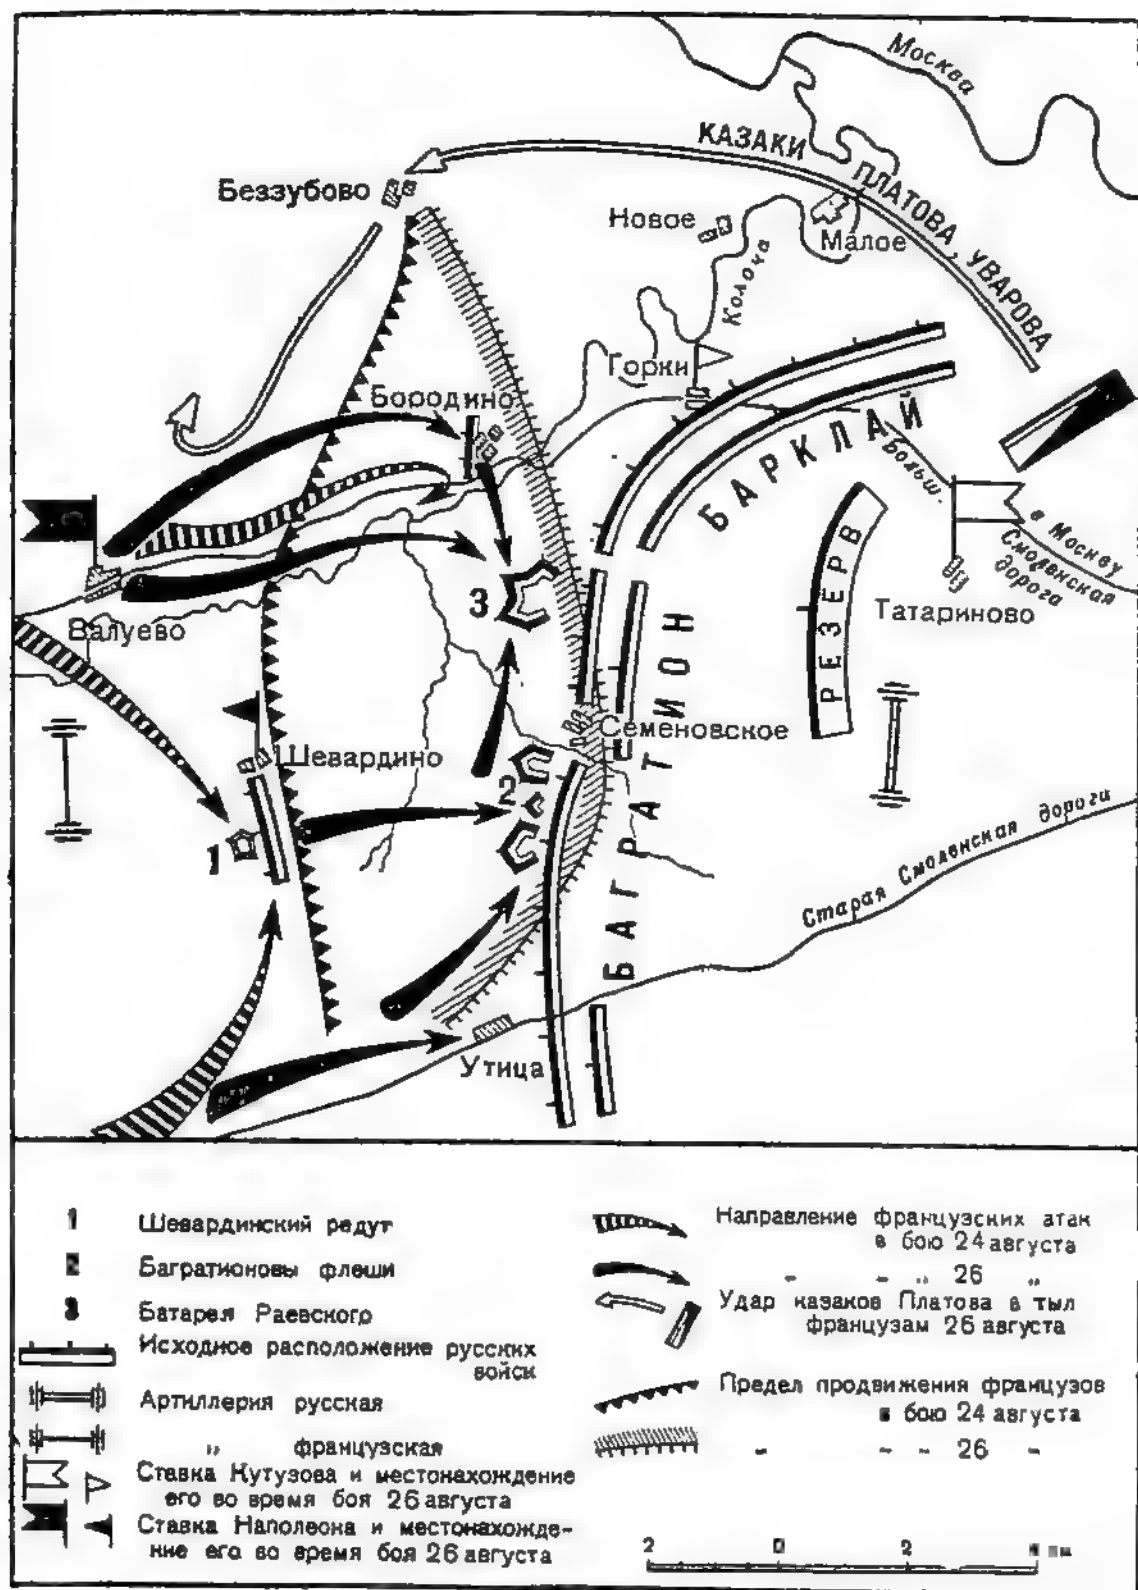 Москва
КАЗАКИ ПЛАТОВА, УВАРОВА
Беззубово
Новое
Малое
Колоча
Горки
Бородино
БАРКЛАЙ
Больш.
в Москву
Смоленская
дорога
РЕЗЕРВ
Татариново
3
Валуево
БАГРАТИОН
Семеновское
Шевардино
2
1
Старая Смоленская дорога
Утица
1 Шевардинский редут
Багратионовы флеши
3 Батарея Раевского
Исходное расположение русских
войск
Артиллерия русская
„ французская
Ставка Кутузова и местонахождение
его во время боя 26 августа
Ставка Наполеона и местонахожде-
ние его во время боя 26 августа
Направление французских атак
в бою 24 августа
„ „ „ 26 „
Удар казаков Платова в тыл
французам 26 августа
Предел продвижения французов
в бою 24 августа
„ „ „ 26 „
2 0 2 км